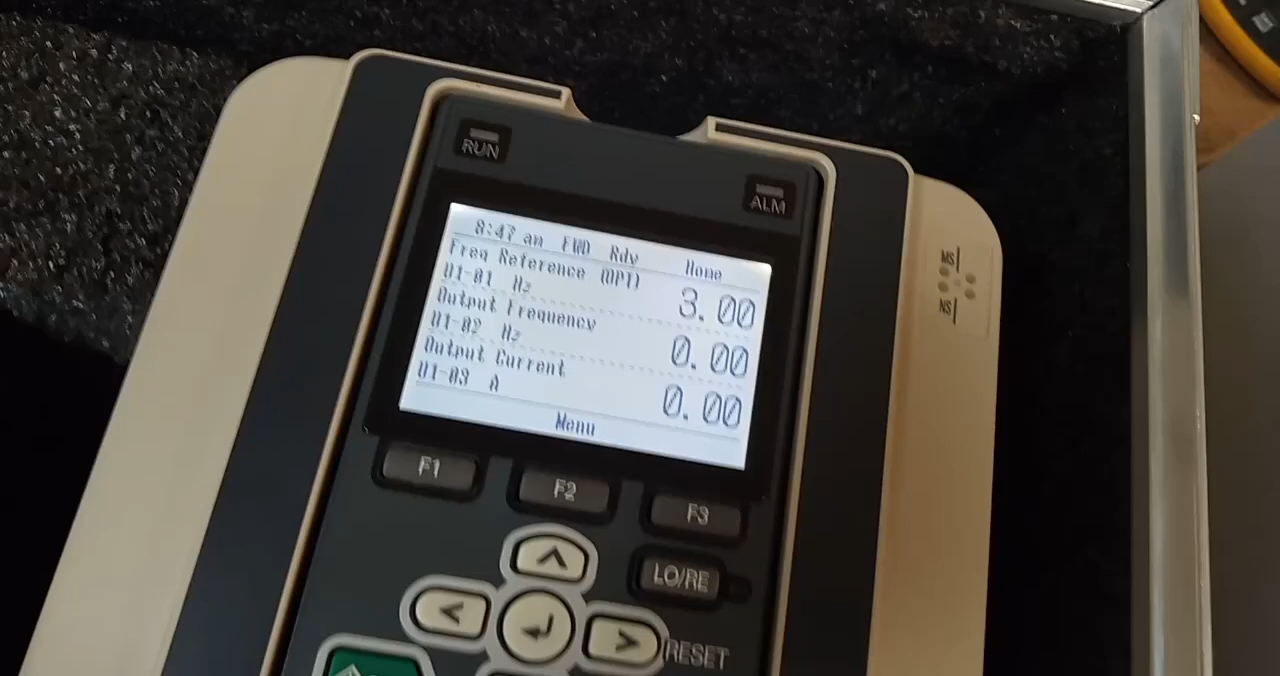 RUN
ALM
8:47 am FWD Rdy Home
Freq Reference (OPT)
U1-01 Hz 3.00
Output Frequency
U1-02 Hz 0.00
Output Current
U1-03 A 0.00
Menu
MS
NS
F1 F2 F3
LO/RE
RESET